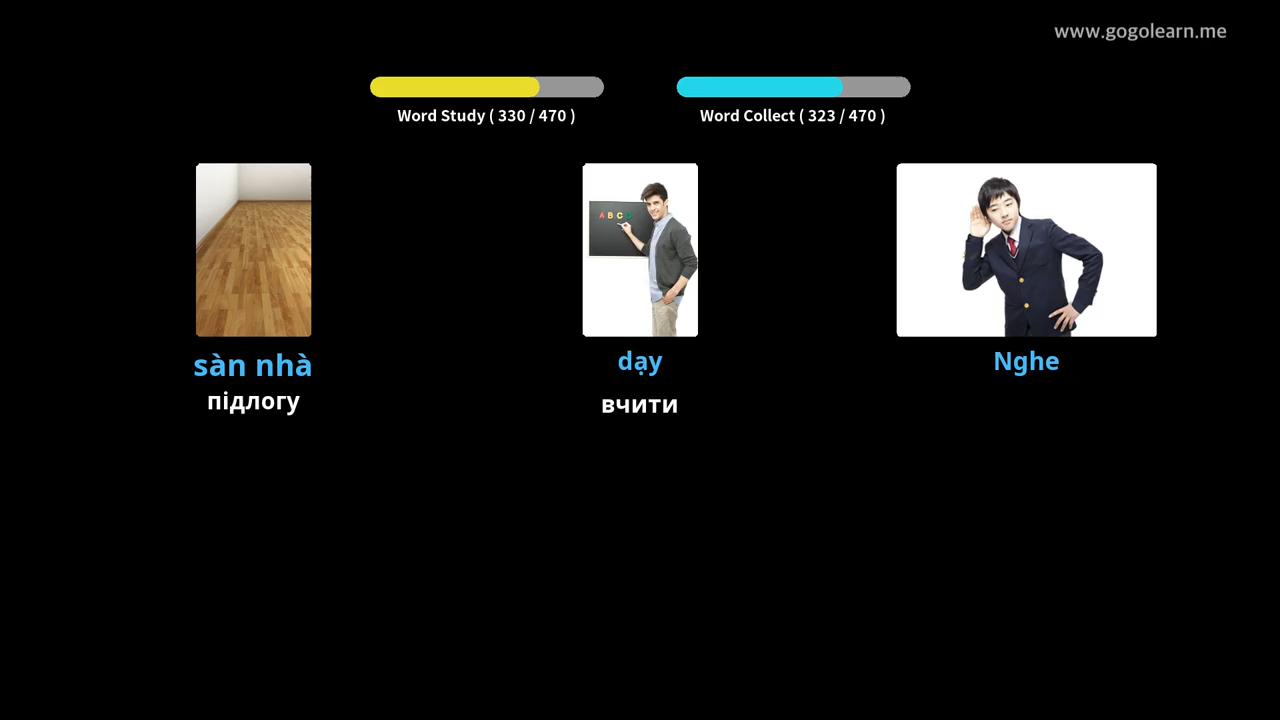 www.gogolearn.me
Word Study ( 330 / 470 )
Word Collect ( 323 / 470 )
A B C D
sàn nhà
dạy
Nghe
підлогу
вчити